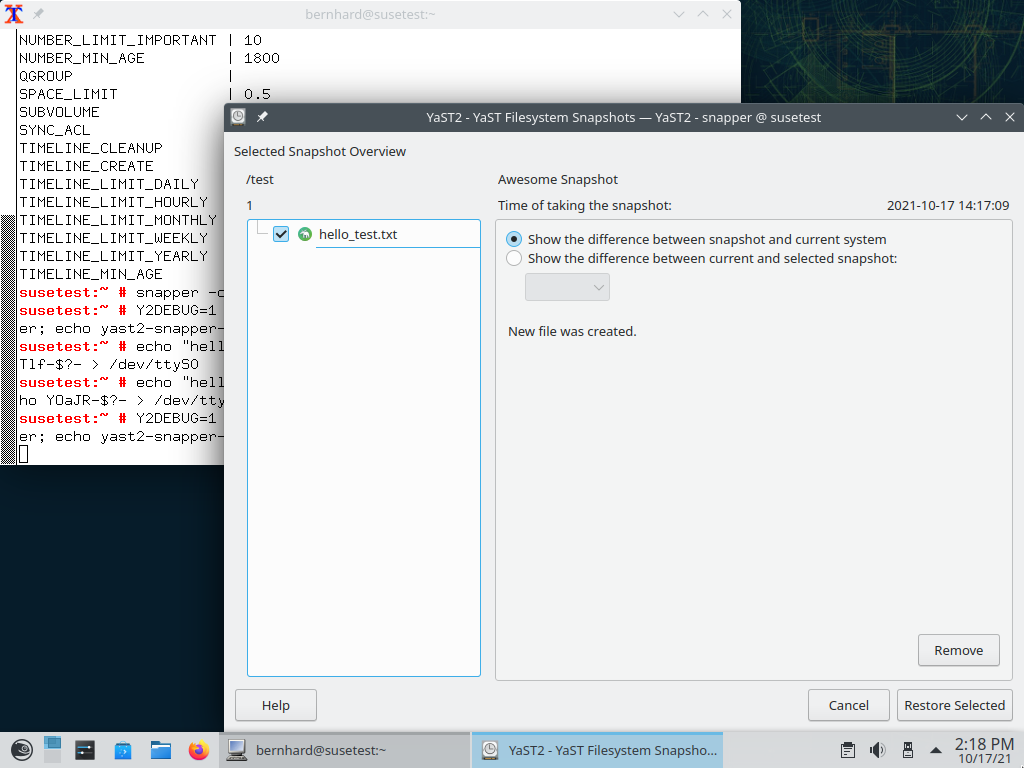 bernhard@susetest:~
NUMBER_LIMIT_IMPORTANT | 10
NUMBER_MIN_AGE | 1800
QGROUP |
SPACE_LIMIT | 0.5
SUBVOLUME
SYNC_ACL
TIMELINE_CLEANUP
TIMELINE_CREATE
TIMELINE_LIMIT_DAILY
TIMELINE_LIMIT_HOURLY
TIMELINE_LIMIT_MONTHLY
TIMELINE_LIMIT_WEEKLY
TIMELINE_LIMIT_YEARLY
TIMELINE_MIN_AGE
susetest:~ # snapper -c
susetest:~ # Y2DEBUG=1
er; echo yast2-snapper-
susetest:~ # echo "hell
Tlf-$?- > /dev/ttyS0
susetest:~ # echo "hell
ho YOaJR-$?- > /dev/tty
susetest:~ # Y2DEBUG=1
er; echo yast2-snapper-
YaST2 - YaST Filesystem Snapshots — YaST2 - snapper @ susetest
Selected Snapshot Overview
/test
1
hello_test.txt
Awesome Snapshot
Time of taking the snapshot: 2021-10-17 14:17:09
Show the difference between snapshot and current system
Show the difference between current and selected snapshot:
New file was created.
Remove
Help
Cancel
Restore Selected
bernhard@susetest:~
YaST2 - YaST Filesystem Snapsho...
2:18 PM
10/17/21